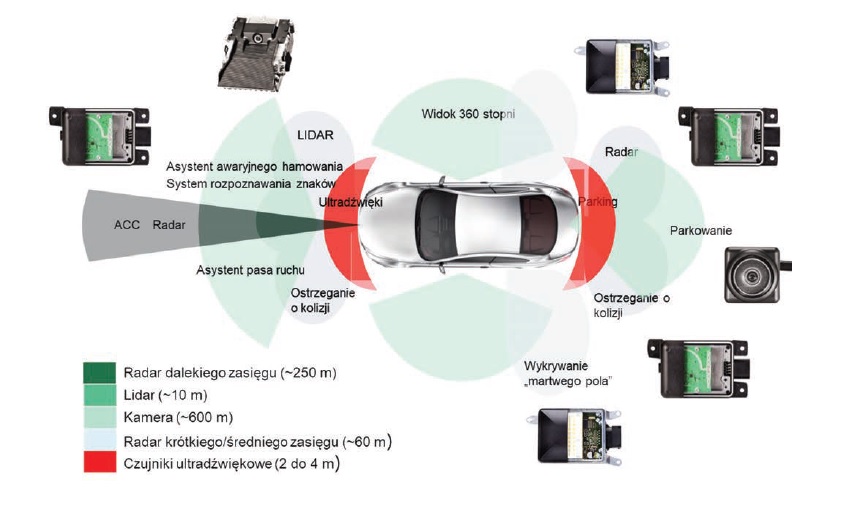 Widok 360 stopni
LIDAR
Radar
Asystent awaryjnego hamowania
System rozpoznawania znaków
Ultradźwięki
Parking
ACC Radar
Parkowanie
Asystent pasa ruchu
Ostrzeganie
o kolizji
Ostrzeganie o
kolizji
Wykrywanie
„martwego pola”
Radar dalekiego zasięgu (~250 m)
Lidar (~10 m)
Kamera (~600 m)
Radar krótkiego/średniego zasięgu (~60 m)
Czujniki ultradźwiękowe (2 do 4 m)